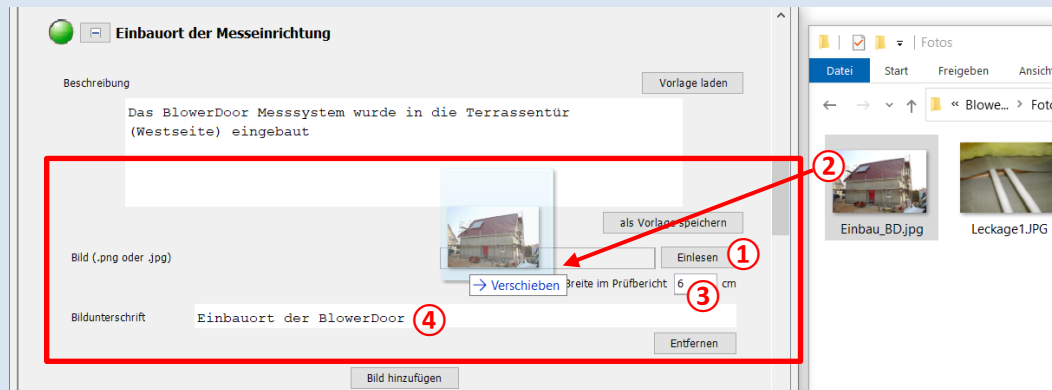 Einbauort der Messeinrichtung
Beschreibung
Vorlage laden
Das BlowerDoor Messsystem wurde in die Terrassentür
(Westseite) eingebaut
als Vorlage speichern
Bild (.png oder .jpg)
Einlesen
①
②
→ Verschieben
Breite im Prüfbericht 6 cm
③
Bildunterschrift
Einbauort der BlowerDoor
④
Entfernen
Bild hinzufügen
Fotos
Datei Start Freigeben
« Blowe... >
Einbau_BD.jpg
Leckage1.JPG